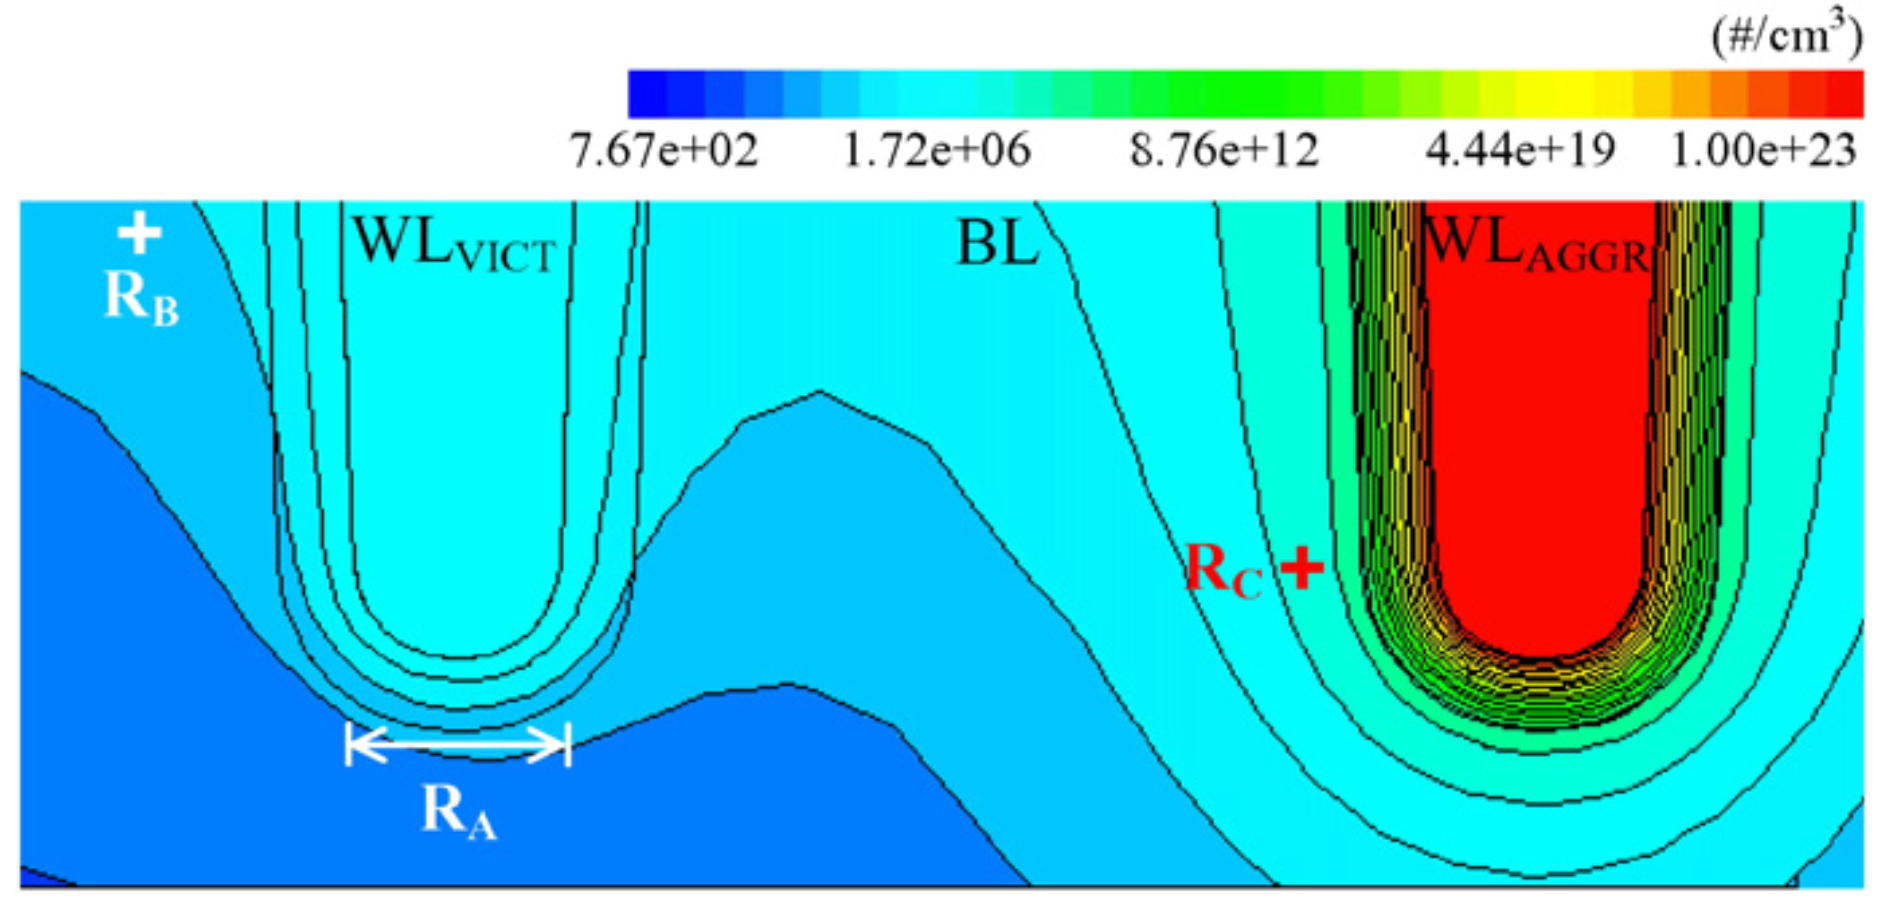 (#/cm³)
7.67e+02 1.72e+06 8.76e+12 4.44e+19 1.00e+23
WL_VICT BL WL_AGGR
R_B
R_C
R_A